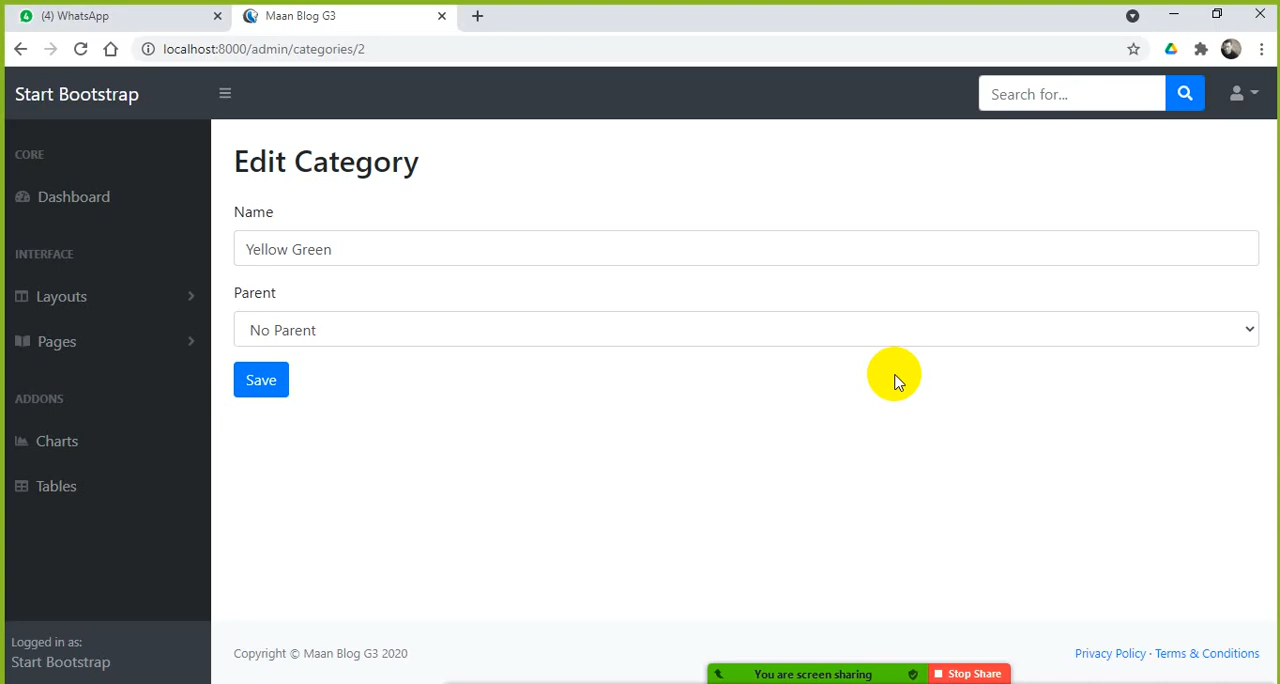 (4) WhatsApp
Maan Blog G3
localhost:8000/admin/categories/2
Start Bootstrap
Search for...
CORE
Dashboard
INTERFACE
Layouts
Pages
ADDONS
Charts
Tables
Logged in as:
Start Bootstrap
Edit Category
Name
Yellow Green
Parent
No Parent
Save
Copyright © Maan Blog G3 2020
Privacy Policy · Terms & Conditions
You are screen sharing
Stop Share